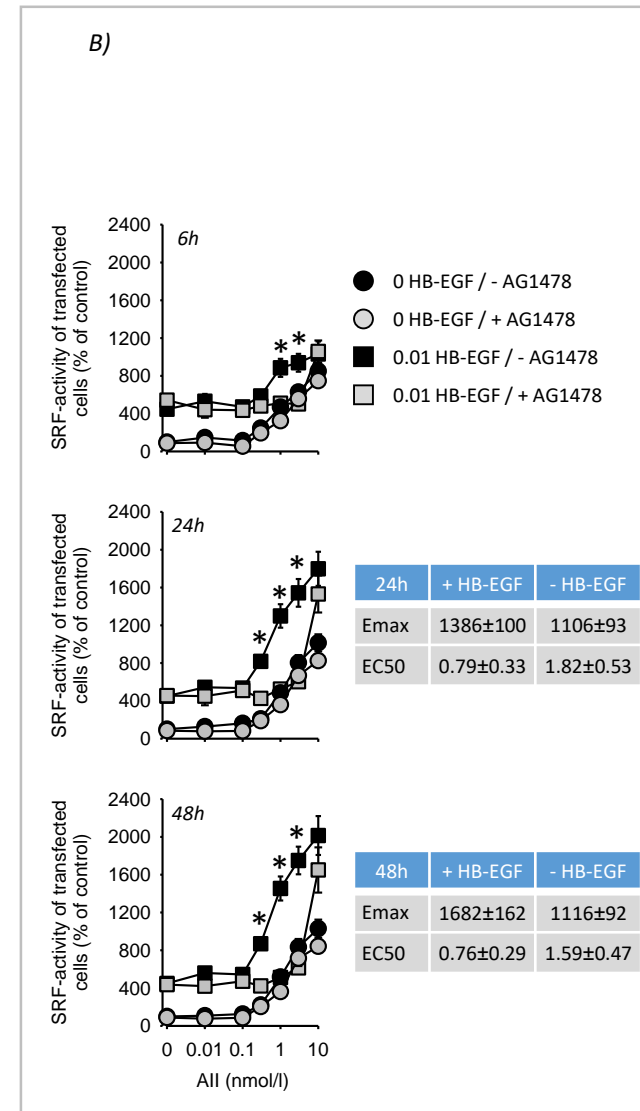 B)
SRF-activity of transfected
cells (% of control)
2400
2000
1600
1200
800
400
0
6h
* *
0 HB-EGF / - AG1478
0 HB-EGF / + AG1478
0.01 HB-EGF / - AG1478
0.01 HB-EGF / + AG1478
SRF-activity of transfected
cells (% of control)
2400
2000
1600
1200
800
400
0
24h
* * *
24h + HB-EGF - HB-EGF
Emax 1386±100 1106±93
EC50 0.79±0.33 1.82±0.53
SRF-activity of transfected
cells (% of control)
2400
2000
1600
1200
800
400
0
48h
* * *
0 0.01 0.1 1 10
AII (nmol/l)
48h + HB-EGF - HB-EGF
Emax 1682±162 1116±92
EC50 0.76±0.29 1.59±0.47